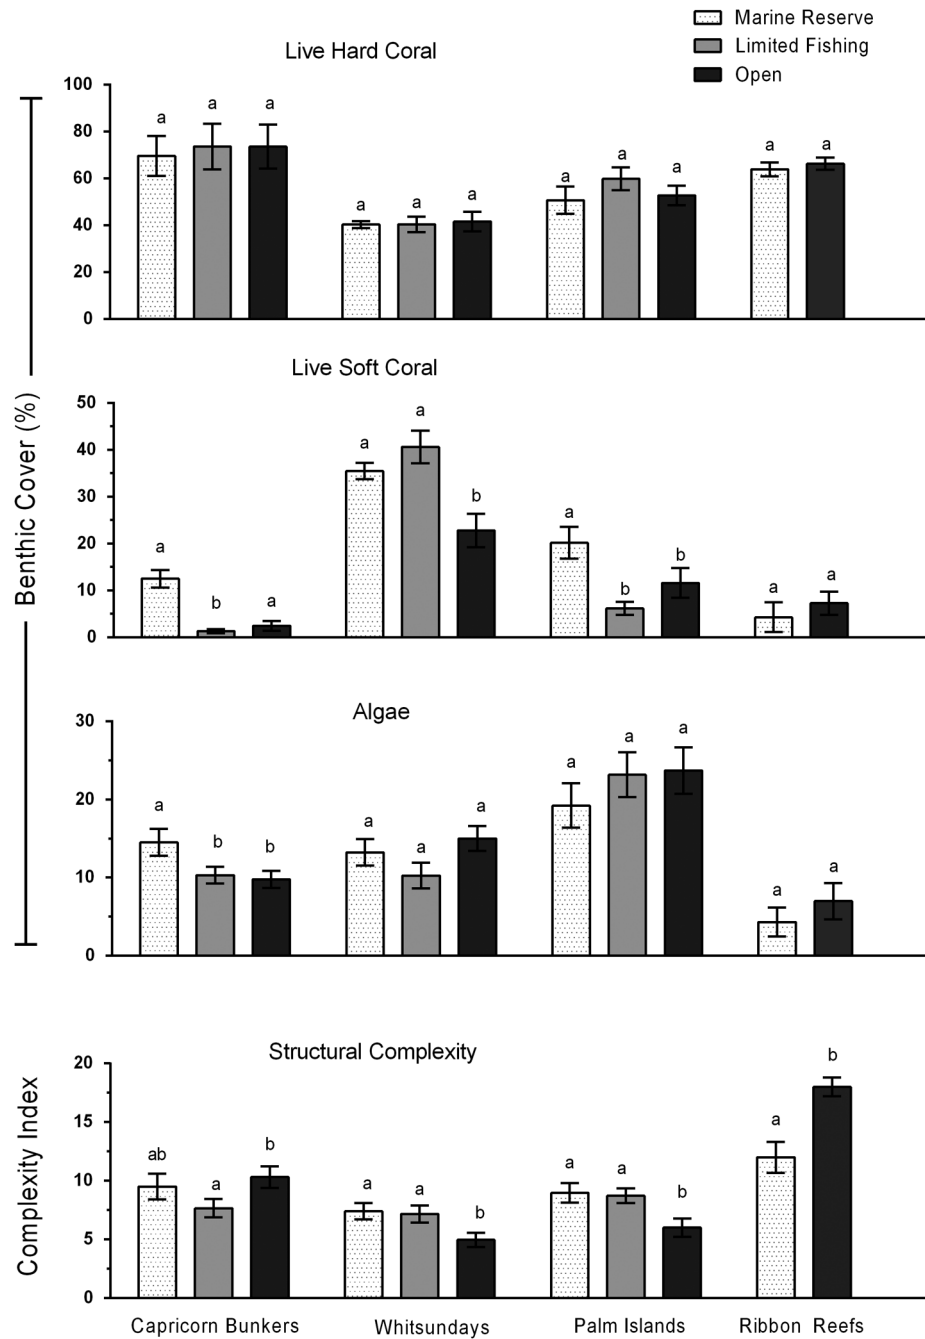 Marine Reserve
Limited Fishing
Open
Live Hard Coral
100
80
60
40
20
0
a a a a a a a a a a a
Live Soft Coral
50
40
30
20
10
0
a b a a a b a b b a a
Algae
30
20
10
0
a b b a a a a a a a a
Benthic Cover (%)
Structural Complexity
20
15
10
5
0
ab a b a a b a a b a b
Complexity Index
Capricorn Bunkers Whitsundays Palm Islands Ribbon Reefs